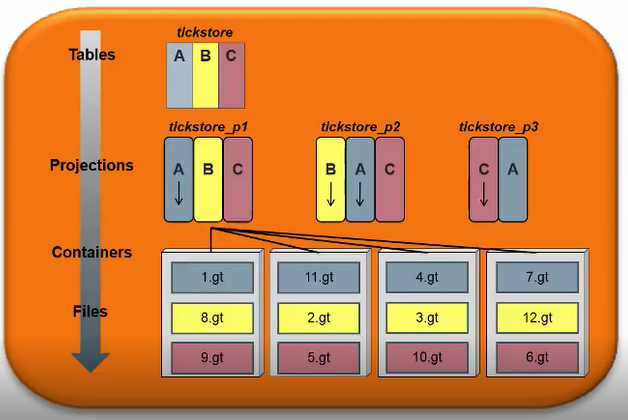 tickstore
Tables
A B C
tickstore_p1 tickstore_p2 tickstore_p3
Projections
A B C B A C C A
Containers
1.gt 11.gt 4.gt 7.gt
Files
8.gt 2.gt 3.gt 12.gt
9.gt 5.gt 10.gt 6.gt